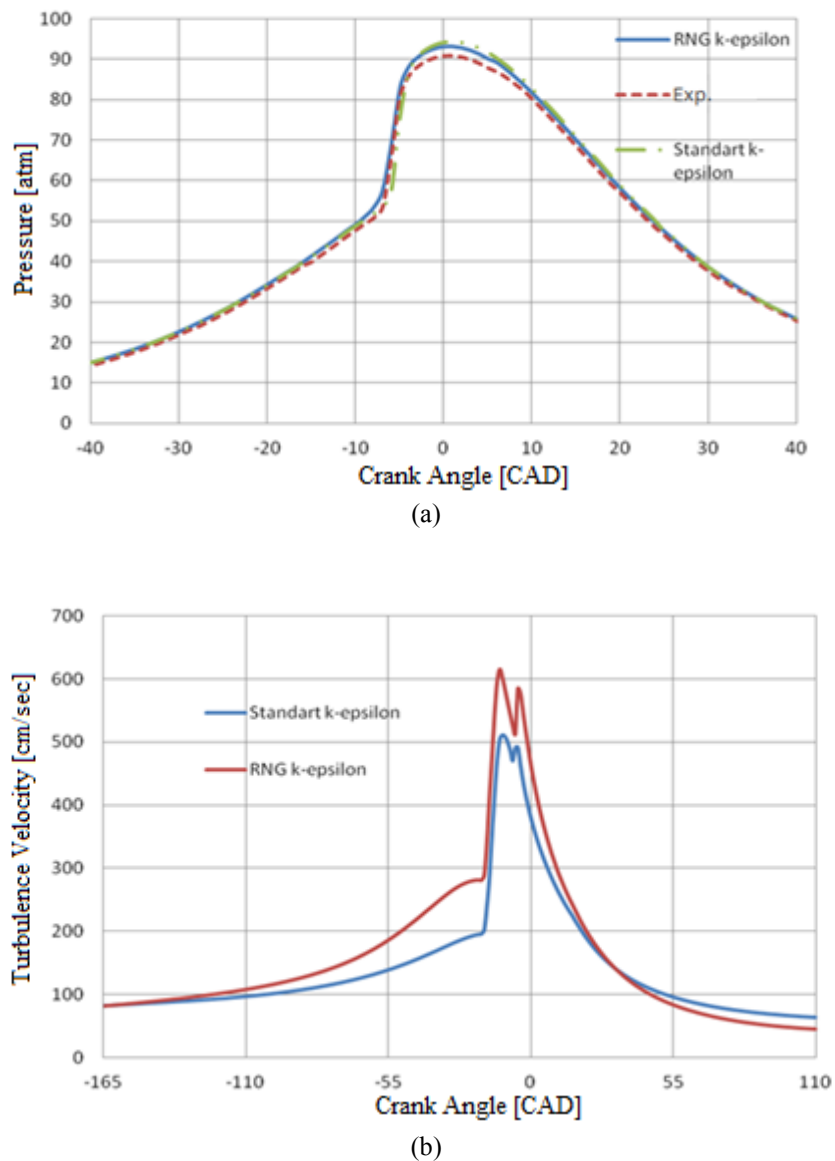 100
90
80
70
60
50
40
30
20
10
0
Pressure [atm]
RNG k-epsilon
Exp.
Standart k-
epsilon
-40
-30
-20
-10
0
10
20
30
40
Crank Angle [CAD]
(a)
700
600
500
400
300
200
100
0
Turbulence Velocity [cm/sec]
Standart k-epsilon
RNG k-epsilon
-165
-110
-55
0
55
110
Crank Angle [CAD]
(b)